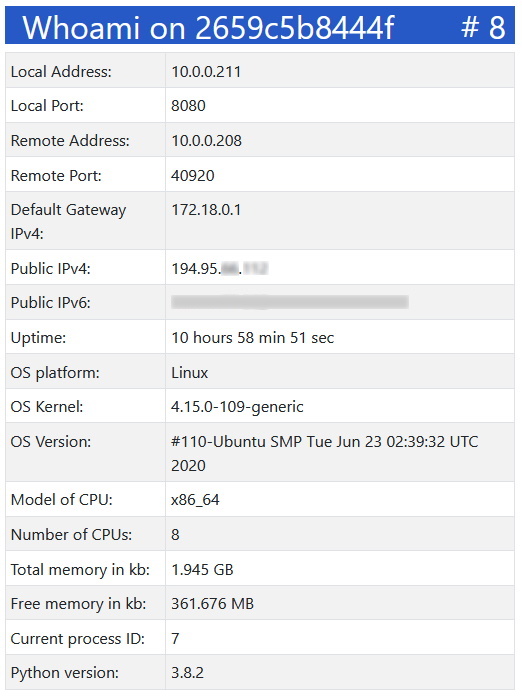 Whoami on 2659c5b8444f # 8
Local Address: 10.0.0.211
Local Port: 8080
Remote Address: 10.0.0.208
Remote Port: 40920
Default Gateway 172.18.0.1
IPv4:
Public IPv4: 194.95.
Public IPv6:
Uptime: 10 hours 58 min 51 sec
OS platform: Linux
OS Kernel: 4.15.0-109-generic
OS Version: #110-Ubuntu SMP Tue Jun 23 02:39:32 UTC
2020
Model of CPU: x86_64
Number of CPUs: 8
Total memory in kb: 1.945 GB
Free memory in kb: 361.676 MB
Current process ID: 7
Python version: 3.8.2